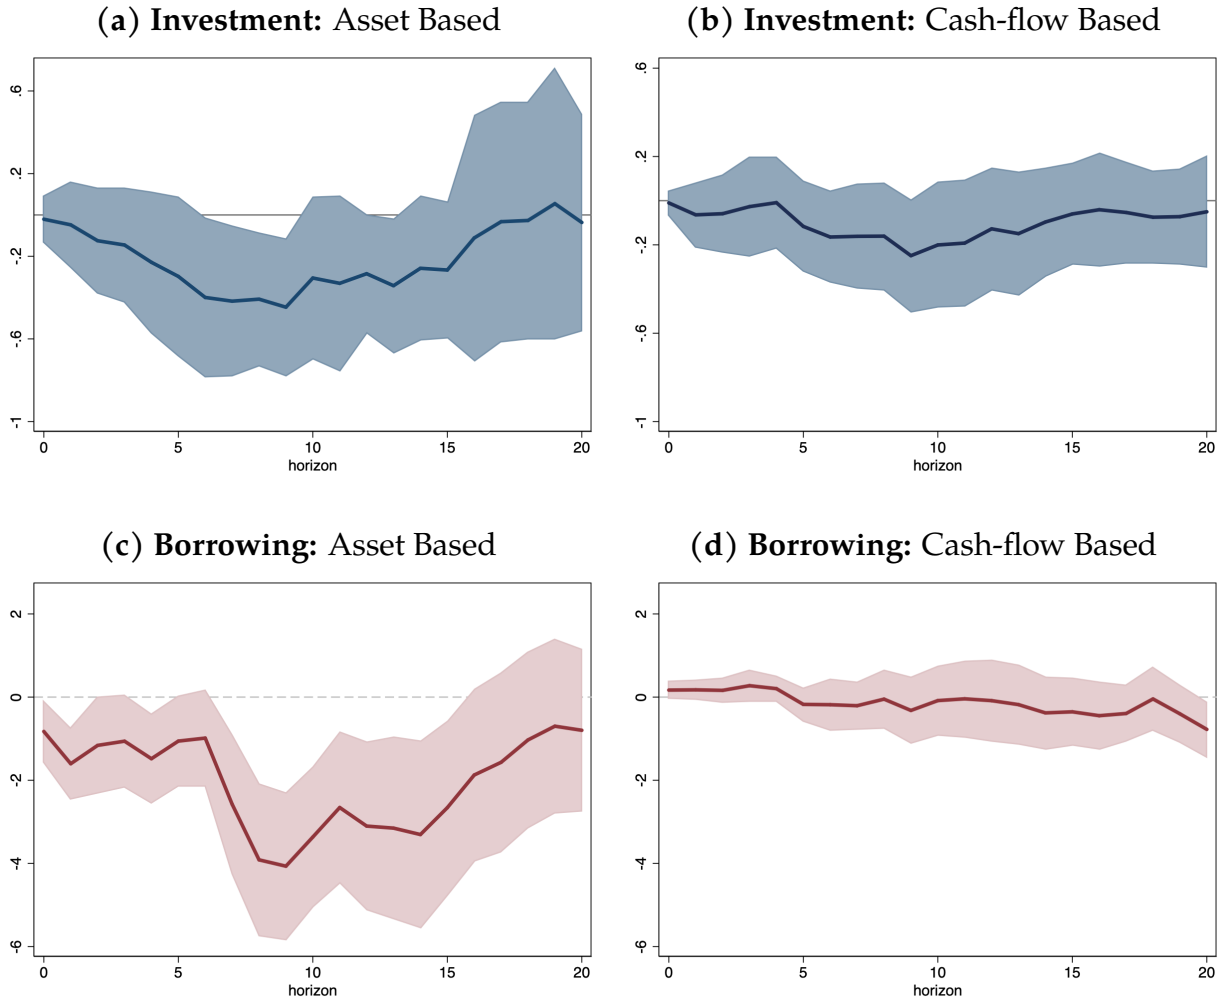 (a) Investment: Asset Based
(b) Investment: Cash-flow Based
.6
.2
-.2
-.6
-1
0 5 10 15 20
horizon
.6
.2
-.2
-.6
-1
0 5 10 15 20
horizon
(c) Borrowing: Asset Based
(d) Borrowing: Cash-flow Based
2
0
-2
-4
-6
0 5 10 15 20
horizon
2
0
-2
-4
-6
0 5 10 15 20
horizon